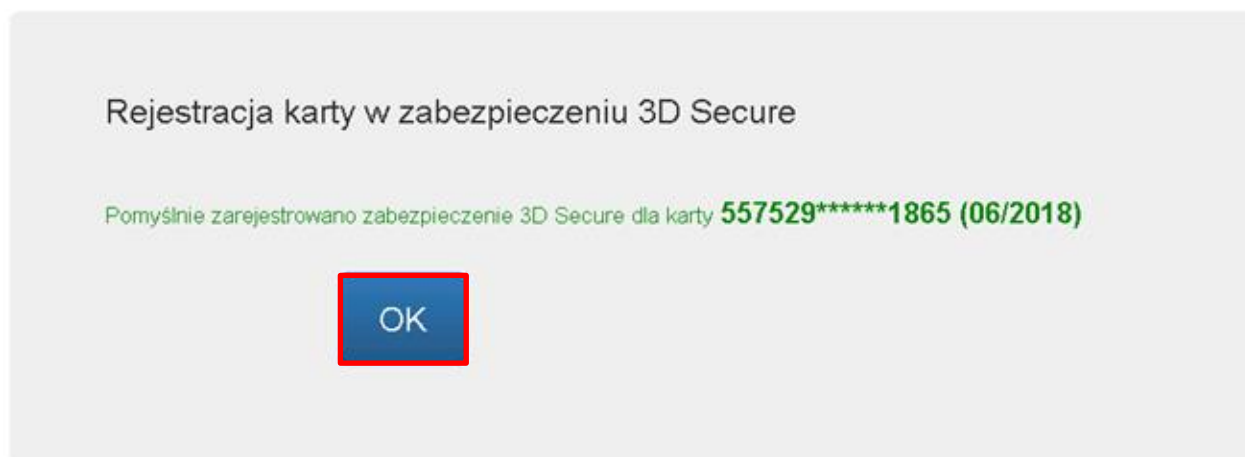 Rejestracja karty w zabezpieczeniu 3D Secure
Pomyślnie zarejestrowano zabezpieczenie 3D Secure dla karty 557529******1865 (06/2018)
OK